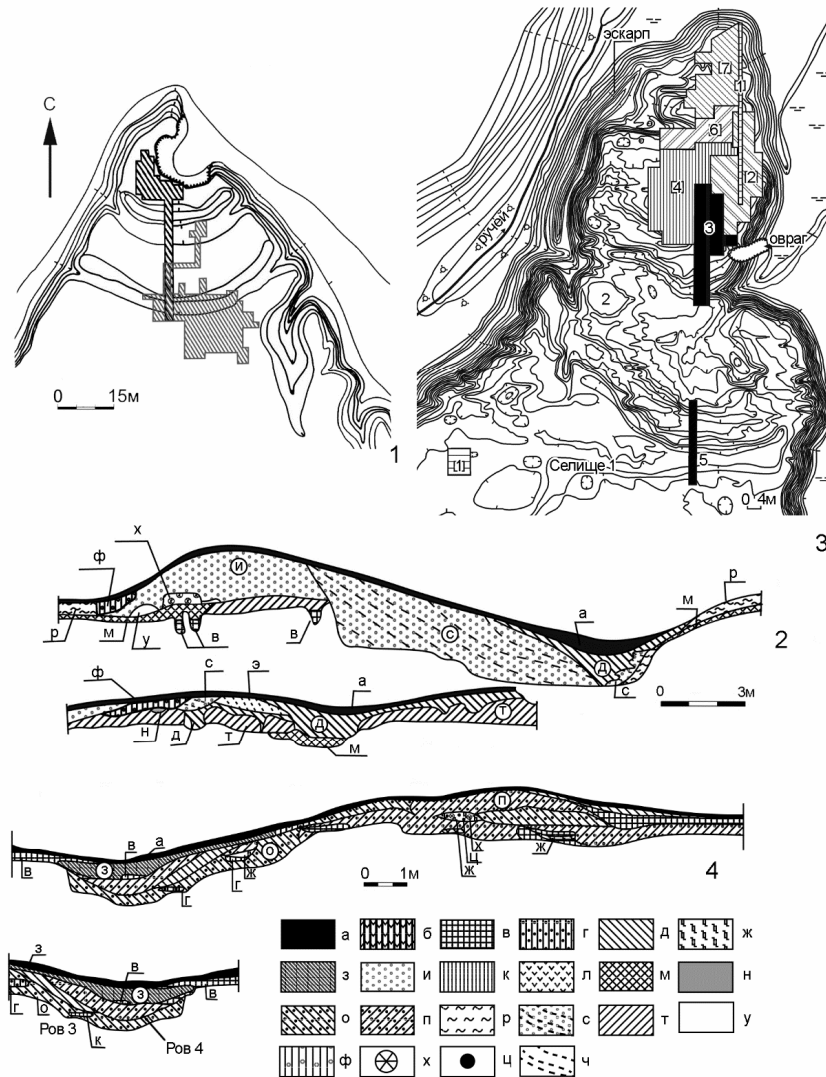 С
0 15м
1
эскарп
[7]
[1]
6]
[2]
[4]
3
ручей
овраг
2
5
[1]
Селище 1
0 4м
3
х
ф
и
р
м
у
в
в
с
а
д
с
м
р
2
0 3м
ф
с
э
а
н
д
т
д
м
т
п
в
а
в
з
г
г
ж
о
ж
ц
х
ж
0 1м
4
з
в
з
в
г
о
к
Ров 3
Ров 4
а б в г д ж
з и к л м н
о п р с т у
ф х ц ч